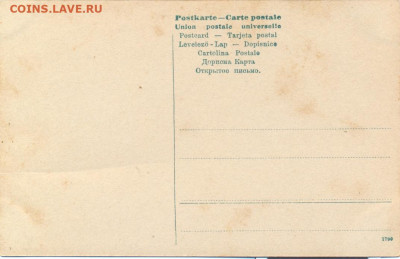 COINS.LAVE.RU
Postkarte — Carte postale
Union postale universelle
Postcard — Tarjeta postal
Levelező-Lap — Dopisnice
Cartolina Postale
Дописна Карта
Открытое письмо.